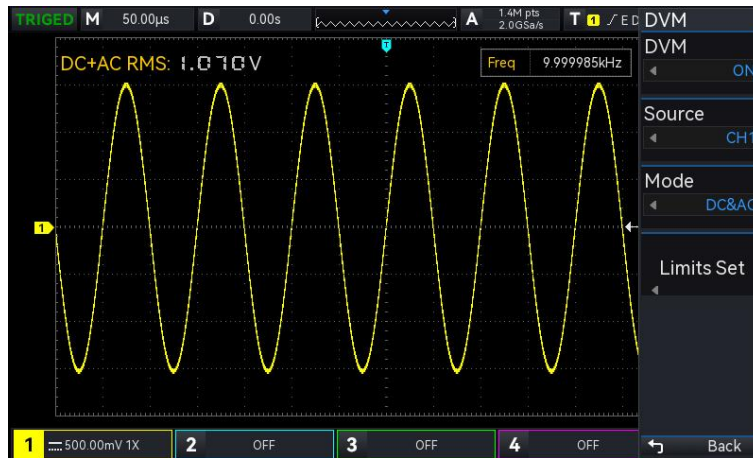 TRIGED M 50.00μs D 0.00s A 1.4M pts 2.0GSa/s T 1 E D DVM
DC+AC RMS: 1.070V
Freq 9.999985kHz
T
1
DVM
ON
Source
CH1
Mode
DC&AC
Limits Set
1 500.00mV 1X 2 OFF 3 OFF 4 OFF Back